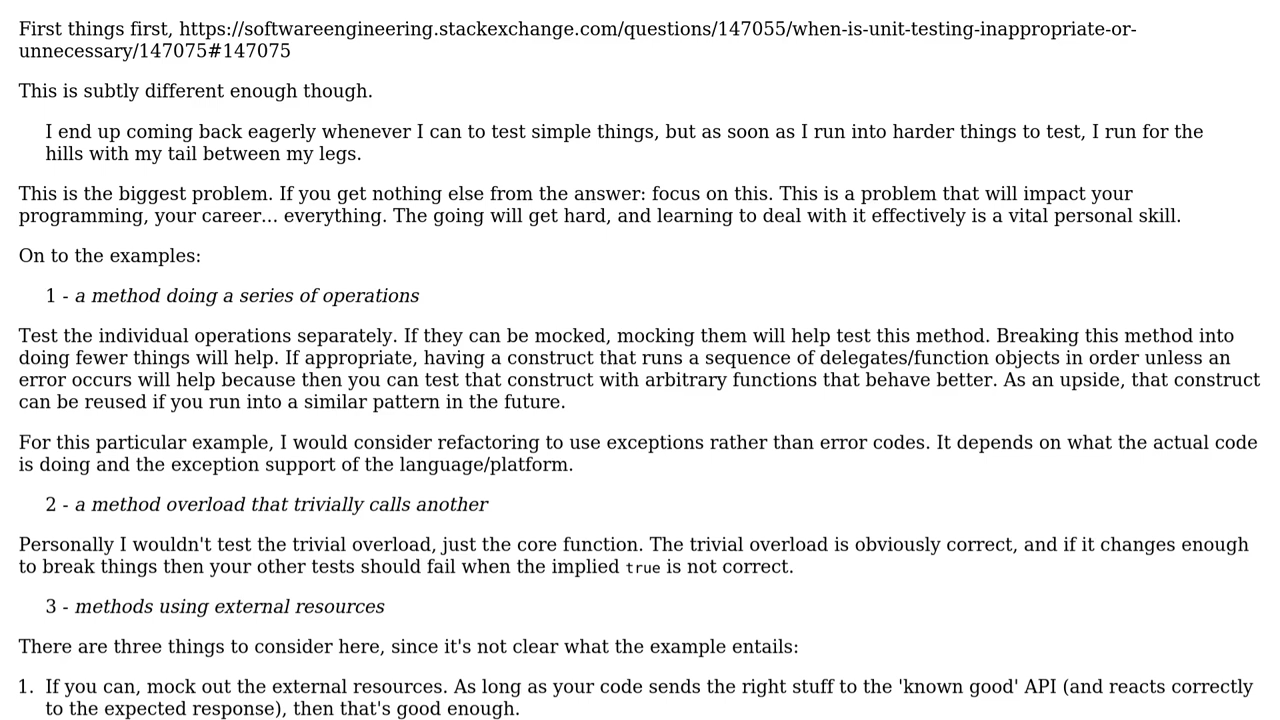 First things first, https://softwareengineering.stackexchange.com/questions/147055/when-is-unit-testing-inappropriate-or-
unnecessary/147075#147075
This is subtly different enough though.
I end up coming back eagerly whenever I can to test simple things, but as soon as I run into harder things to test, I run for the
hills with my tail between my legs.
This is the biggest problem. If you get nothing else from the answer: focus on this. This is a problem that will impact your
programming, your career... everything. The going will get hard, and learning to deal with it effectively is a vital personal skill.
On to the examples:
1 - a method doing a series of operations
Test the individual operations separately. If they can be mocked, mocking them will help test this method. Breaking this method into
doing fewer things will help. If appropriate, having a construct that runs a sequence of delegates/function objects in order unless an
error occurs will help because then you can test that construct with arbitrary functions that behave better. As an upside, that construct
can be reused if you run into a similar pattern in the future.
For this particular example, I would consider refactoring to use exceptions rather than error codes. It depends on what the actual code
is doing and the exception support of the language/platform.
2 - a method overload that trivially calls another
Personally I wouldn't test the trivial overload, just the core function. The trivial overload is obviously correct, and if it changes enough
to break things then your other tests should fail when the implied true is not correct.
3 - methods using external resources
There are three things to consider here, since it's not clear what the example entails:
1. If you can, mock out the external resources. As long as your code sends the right stuff to the 'known good' API (and reacts correctly
to the expected response), then that's good enough.